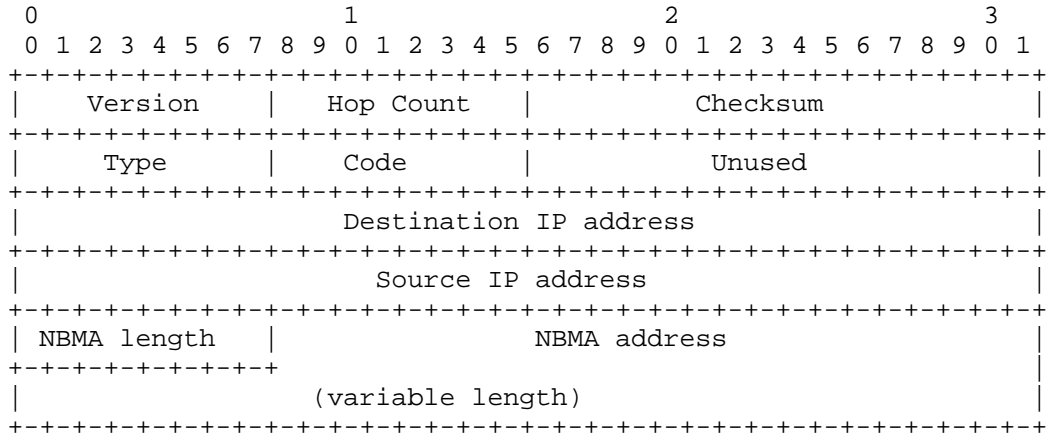 0                   1                   2                   3
 0 1 2 3 4 5 6 7 8 9 0 1 2 3 4 5 6 7 8 9 0 1 2 3 4 5 6 7 8 9 0 1
+-+-+-+-+-+-+-+-+-+-+-+-+-+-+-+-+-+-+-+-+-+-+-+-+-+-+-+-+-+-+-+-+
|    Version    |   Hop Count   |          Checksum             |
+-+-+-+-+-+-+-+-+-+-+-+-+-+-+-+-+-+-+-+-+-+-+-+-+-+-+-+-+-+-+-+-+
|     Type      |    Code       |           Unused              |
+-+-+-+-+-+-+-+-+-+-+-+-+-+-+-+-+-+-+-+-+-+-+-+-+-+-+-+-+-+-+-+-+
|                    Destination IP address                     |
+-+-+-+-+-+-+-+-+-+-+-+-+-+-+-+-+-+-+-+-+-+-+-+-+-+-+-+-+-+-+-+-+
|                      Source IP address                        |
+-+-+-+-+-+-+-+-+-+-+-+-+-+-+-+-+-+-+-+-+-+-+-+-+-+-+-+-+-+-+-+-+
| NBMA length   |                NBMA address                   |
+-+-+-+-+-+-+-+-+                                               |
|                  (variable length)                            |
+-+-+-+-+-+-+-+-+-+-+-+-+-+-+-+-+-+-+-+-+-+-+-+-+-+-+-+-+-+-+-+-+